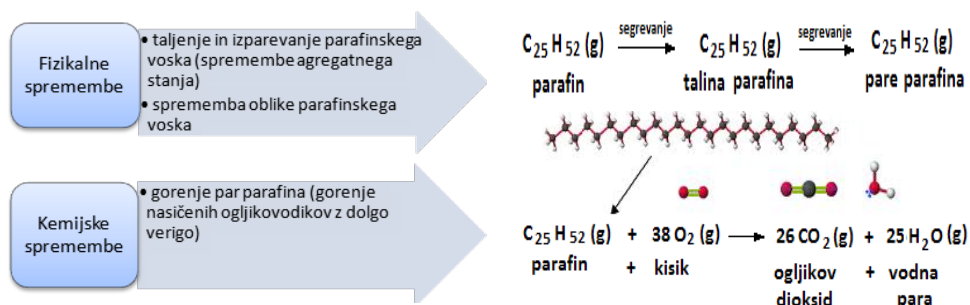 Fizikalne
spremembe
• taljenje in izparevanje parafinskega
voska (spremembe agregatnega
stanja)
• sprememba oblike parafinskega
voska
C₂₅H₅₂ (g) segrevanje C₂₅H₅₂ (g) segrevanje C₂₅H₅₂ (g)
parafin talina parafina pare parafina
Kemijske
spremembe
• gorenje par parafina (gorenje
nasičenih ogljikovodikov z dolgo
verigo)
C₂₅H₅₂ (g) + 38 O₂ (g) → 26 CO₂ (g) + 25 H₂O (g)
parafin + kisik ogljikov + vodna
dioksid para